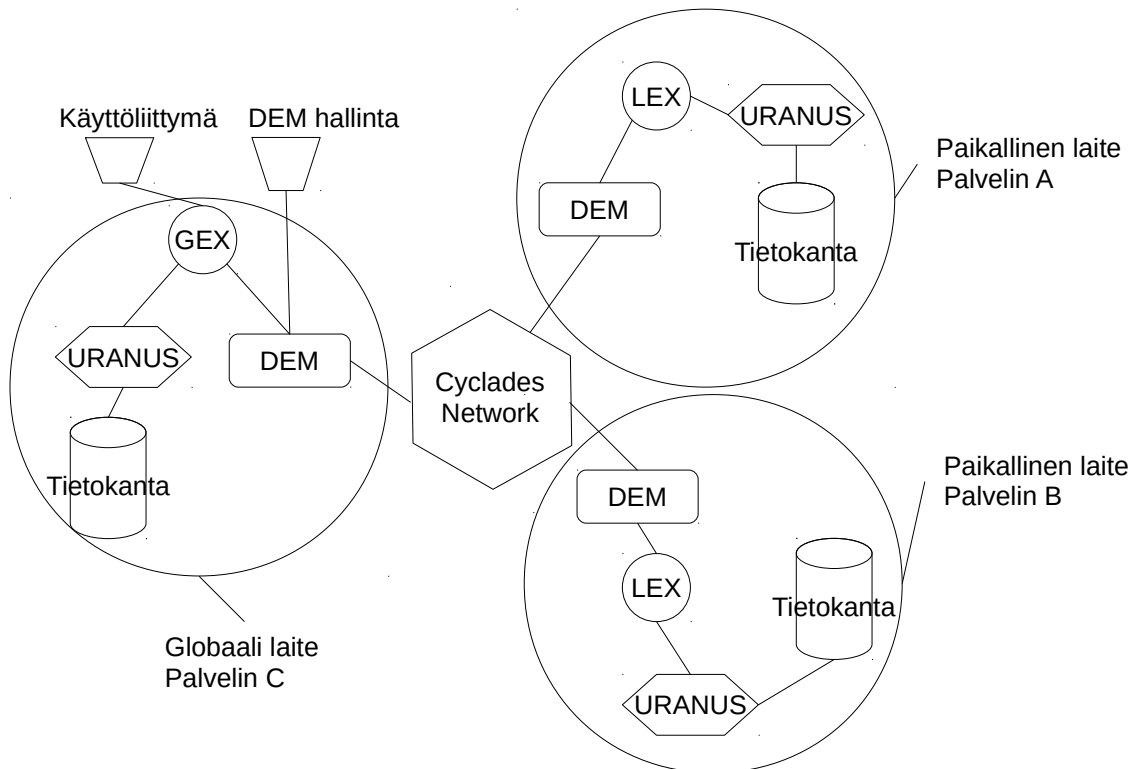 Käyttöliittymä
DEM hallinta
GEX
URANUS
DEM
Tietokanta
Globaali laite
Palvelin C
Cyclades
Network
LEX
URANUS
DEM
Tietokanta
Paikallinen laite
Palvelin A
DEM
LEX
Tietokanta
URANUS
Paikallinen laite
Palvelin B